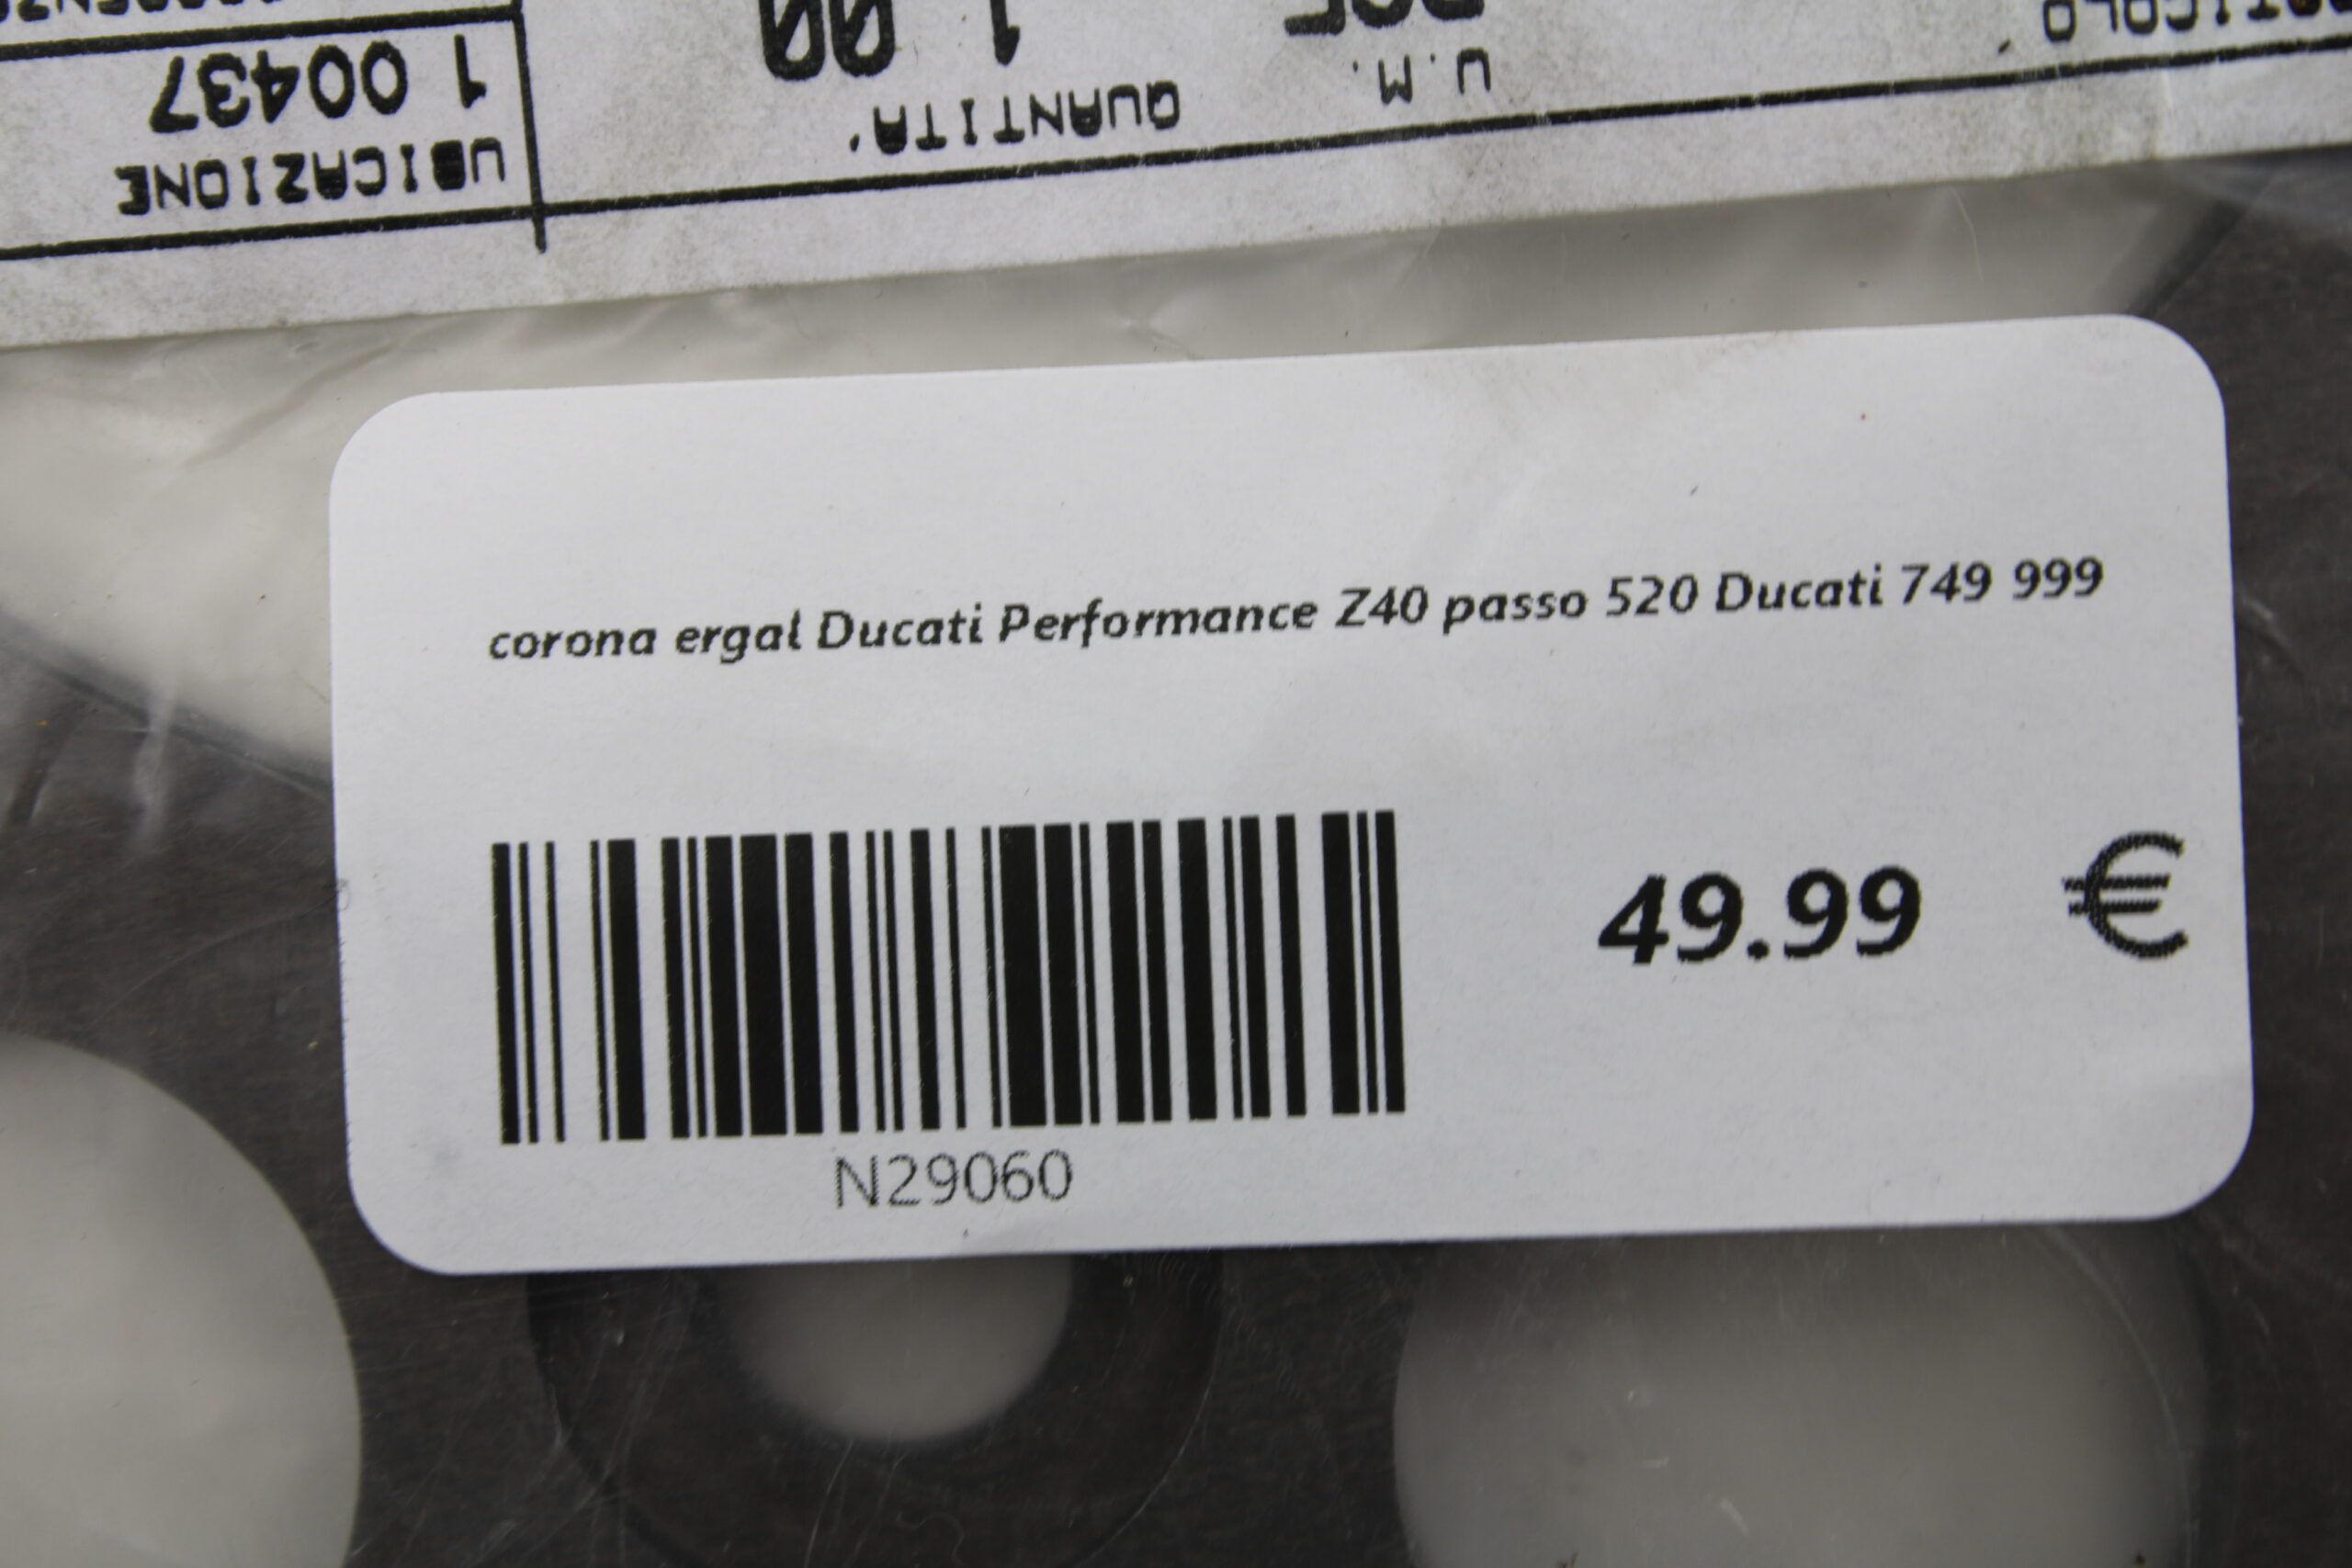 UBICAZIONE
1 00437
QUANTITA'
1,00
U.M.
corona ergal Ducati Performance Z40 passo 520 Ducati 749 999
49.99 €
N29060